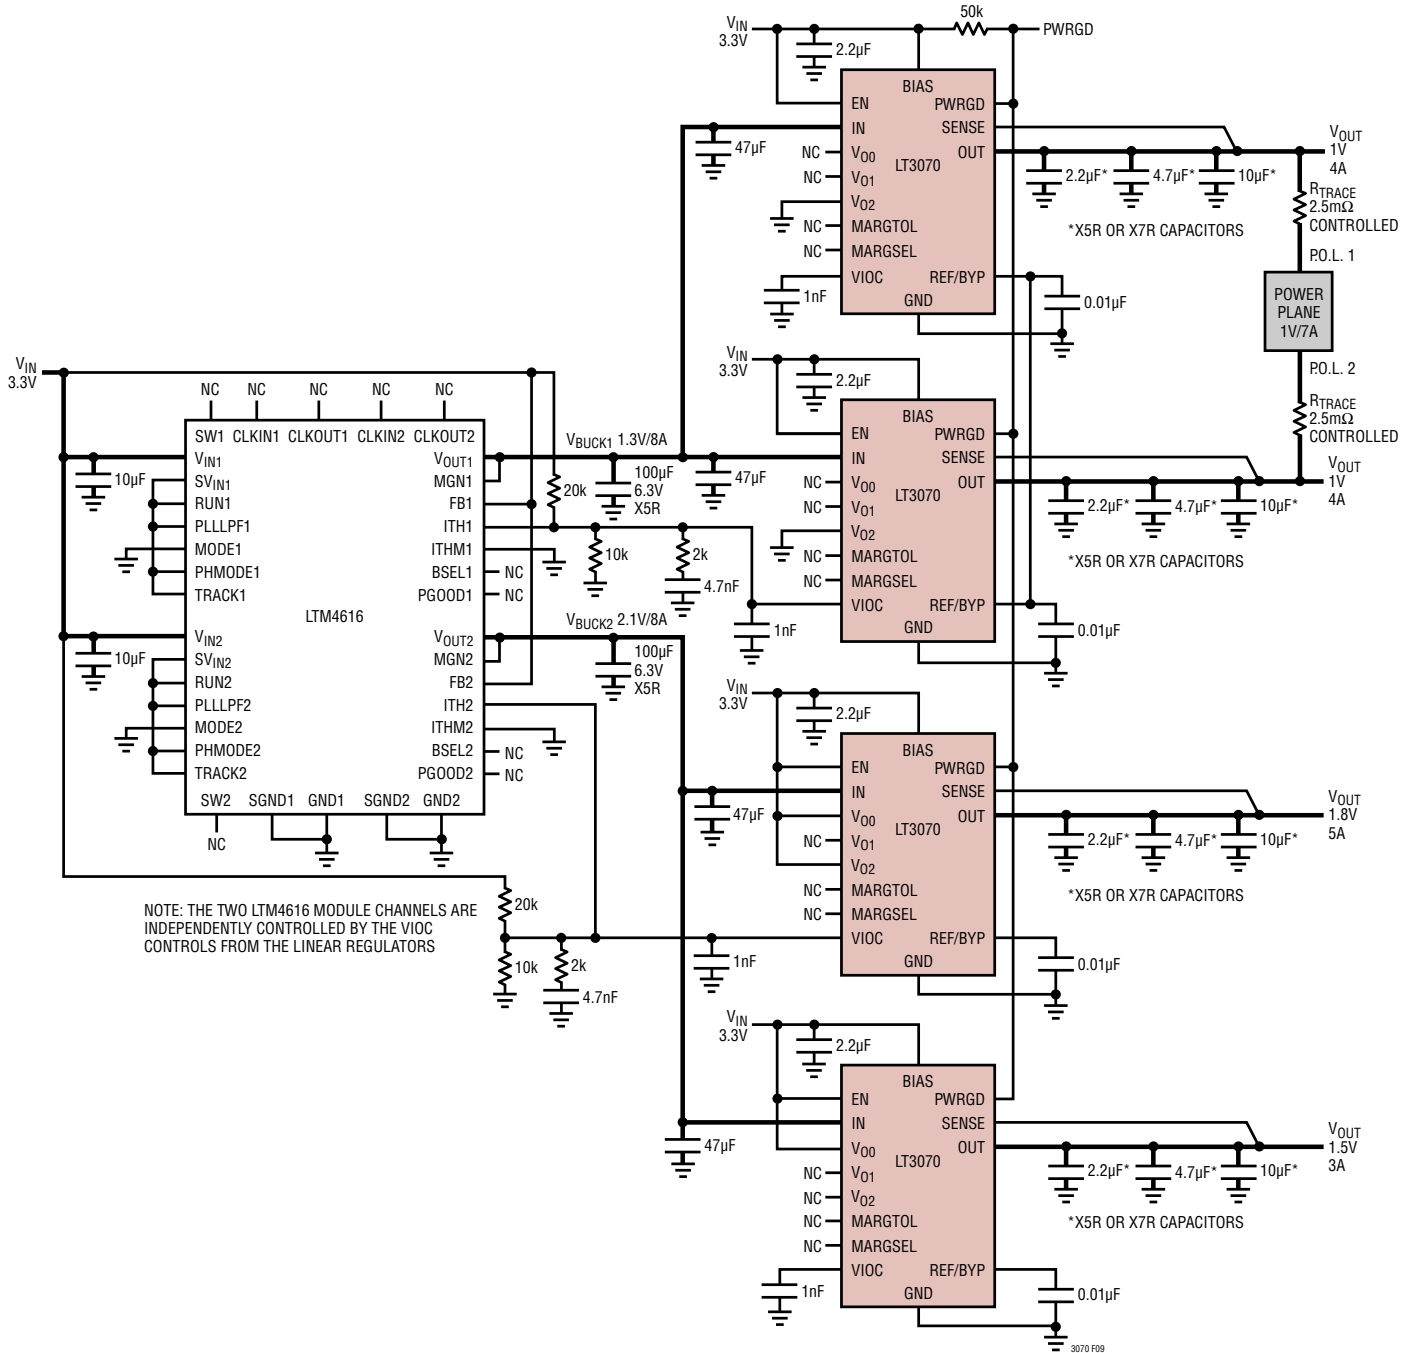 VIN
3.3V
50k
PWRGD
2.2µF
BIAS
EN
PWRGD
IN
SENSE
47µF
NC
VO0
OUT
LT3070
NC
VO1
VO2
NC
MARGTOL
NC
MARGSEL
VIOC
REF/BYP
1nF
GND
0.01µF
2.2µF*
4.7µF*
10µF*
*X5R OR X7R CAPACITORS
VOUT
1V
4A
RTRACE
2.5mΩ
CONTROLLED
P.O.L. 1
POWER
PLANE
1V/7A
P.O.L. 2
RTRACE
2.5mΩ
CONTROLLED
VOUT
1V
4A
VIN
3.3V
2.2µF
BIAS
EN
PWRGD
IN
SENSE
47µF
NC
VO0
OUT
LT3070
NC
VO1
VO2
NC
MARGTOL
NC
MARGSEL
VIOC
REF/BYP
1nF
GND
0.01µF
2.2µF*
4.7µF*
10µF*
*X5R OR X7R CAPACITORS
VIN
3.3V
NC
NC
NC
NC
NC
SW1
CLKIN1
CLKOUT1
CLKIN2
CLKOUT2
10µF
VIN1
SVIN1
RUN1
PLLLPF1
MODE1
PHMODE1
TRACK1
LTM4616
10µF
VIN2
SVIN2
RUN2
PLLLPF2
MODE2
PHMODE2
TRACK2
VOUT1
MGN1
FB1
ITH1
ITHM1
BSEL1
NC
PGOOD1
NC
VOUT2
MGN2
FB2
ITH2
ITHM2
BSEL2
NC
PGOOD2
NC
SW2
SGND1
GND1
SGND2
GND2
NC
VBUCK1 1.3V/8A
20k
100µF
6.3V
X5R
10k
2k
4.7nF
VBUCK2 2.1V/8A
100µF
6.3V
X5R
NOTE: THE TWO LTM4616 MODULE CHANNELS ARE
INDEPENDENTLY CONTROLLED BY THE VIOC
CONTROLS FROM THE LINEAR REGULATORS
20k
10k
2k
4.7nF
1nF
VIN
3.3V
2.2µF
BIAS
EN
PWRGD
IN
SENSE
47µF
VO0
OUT
LT3070
NC
VO1
VO2
NC
MARGTOL
NC
MARGSEL
VIOC
REF/BYP
GND
0.01µF
2.2µF*
4.7µF*
10µF*
*X5R OR X7R CAPACITORS
VOUT
1.8V
5A
VIN
3.3V
2.2µF
BIAS
EN
PWRGD
IN
SENSE
47µF
VO0
OUT
LT3070
NC
VO1
NC
VO2
NC
MARGTOL
NC
MARGSEL
VIOC
REF/BYP
1nF
GND
0.01µF
2.2µF*
4.7µF*
10µF*
*X5R OR X7R CAPACITORS
VOUT
1.5V
3A
3070 F09